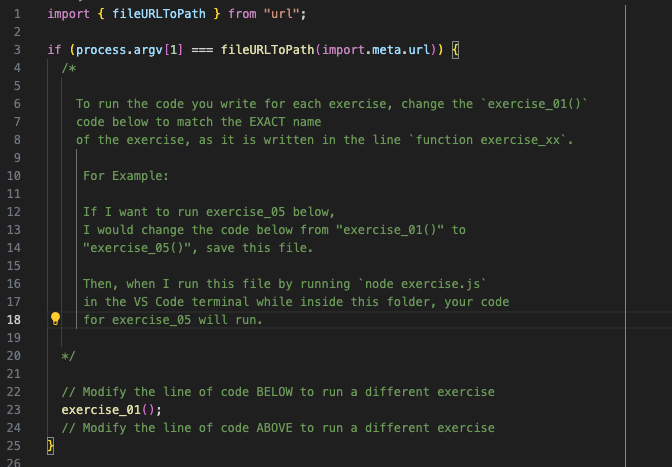 1 import { fileURLToPath } from "url";
2
3 if (process.argv[1] === fileURLToPath(import.meta.url)) {
4 /*
5
6 To run the code you write for each exercise, change the `exercise_01()`
7 code below to match the EXACT name
8 of the exercise, as it is written in the line `function exercise_xx`.
9
10 For Example:
11
12 If I want to run exercise_05 below,
13 I would change the code below from "exercise_01()" to
14 "exercise_05()", save this file.
15
16 Then, when I run this file by running `node exercise.js`
17 in the VS Code terminal while inside this folder, your code
18 for exercise_05 will run.
19
20 */
21
22 // Modify the line of code BELOW to run a different exercise
23 exercise_01();
24 // Modify the line of code ABOVE to run a different exercise
25 }
26